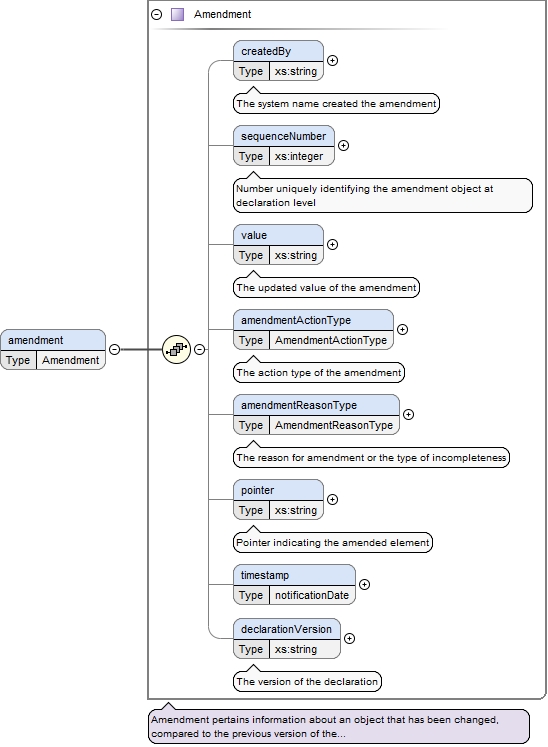 Amendment
createdBy
Type xs:string
The system name created the amendment
sequenceNumber
Type xs:integer
Number uniquely identifying the amendment object at
declaration level
value
Type xs:string
The updated value of the amendment
amendment
Type Amendment
amendmentActionType
Type AmendmentActionType
The action type of the amendment
amendmentReasonType
Type AmendmentReasonType
The reason for amendment or the type of incompleteness
pointer
Type xs:string
Pointer indicating the amended element
timestamp
Type notificationDate
declarationVersion
Type xs:string
The version of the declaration
Amendment pertains information about an object that has been changed,
compared to the previous version of the...